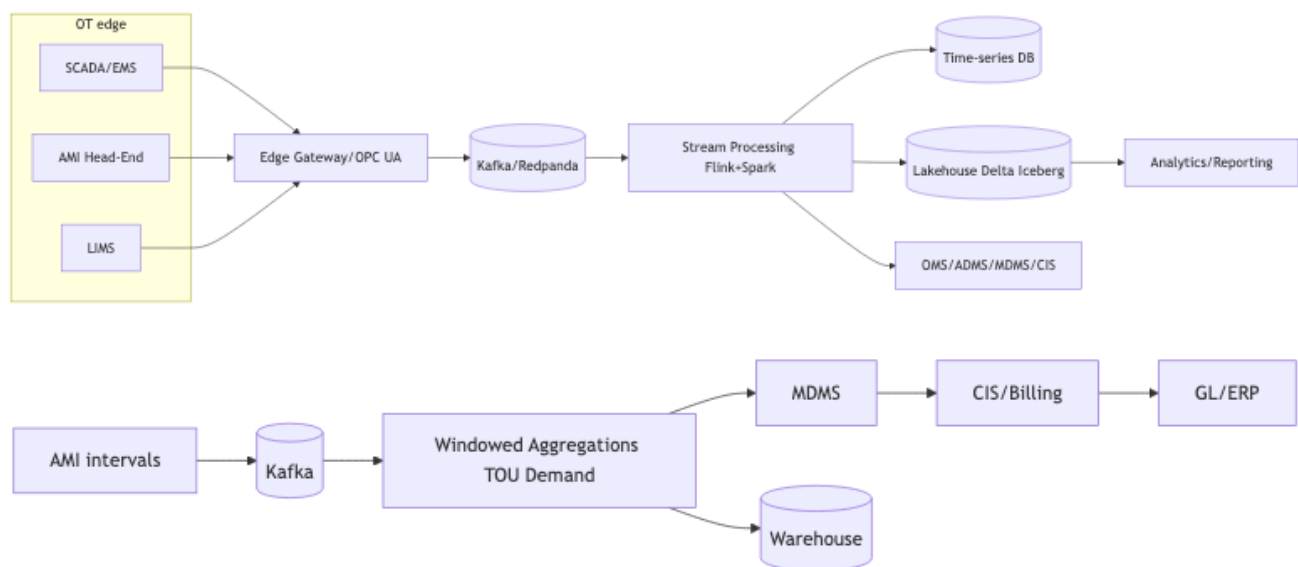 OT edge
SCADA/EMS
AMI Head-End
LIMS
Edge Gateway/OPC UA
Kafka/Redpanda
Stream Processing
Flink+Spark
Time-series DB
Lakehouse Delta Iceberg
Analytics/Reporting
OMS/ADMS/MDMS/CIS
AMI intervals
Kafka
Windowed Aggregations
TOU Demand
MDMS
CIS/Billing
GL/ERP
Warehouse